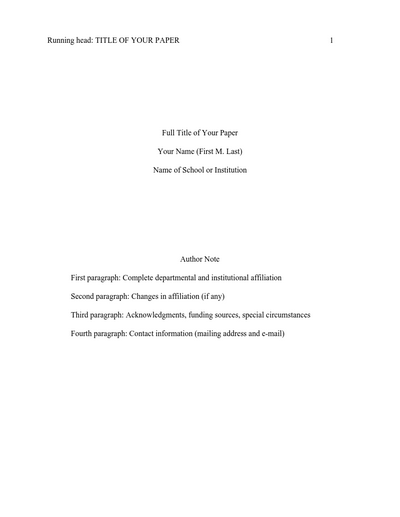 Running head: TITLE OF YOUR PAPER 1
Full Title of Your Paper
Your Name (First M. Last)
Name of School or Institution
Author Note
First paragraph: Complete departmental and institutional affiliation
Second paragraph: Changes in affiliation (if any)
Third paragraph: Acknowledgments, funding sources, special circumstances
Fourth paragraph: Contact information (mailing address and e-mail)